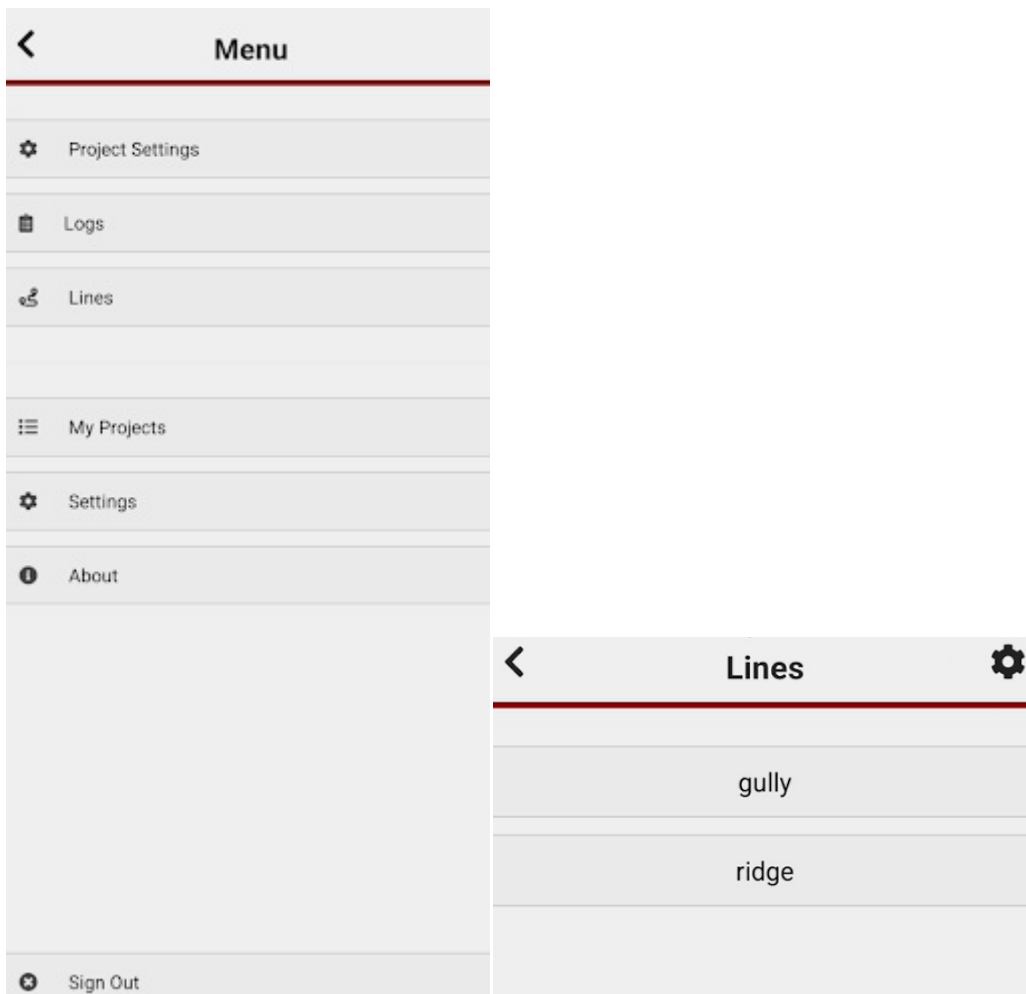 Menu
Project Settings
Logs
Lines
My Projects
Settings
About
Sign Out
Lines
gully
ridge